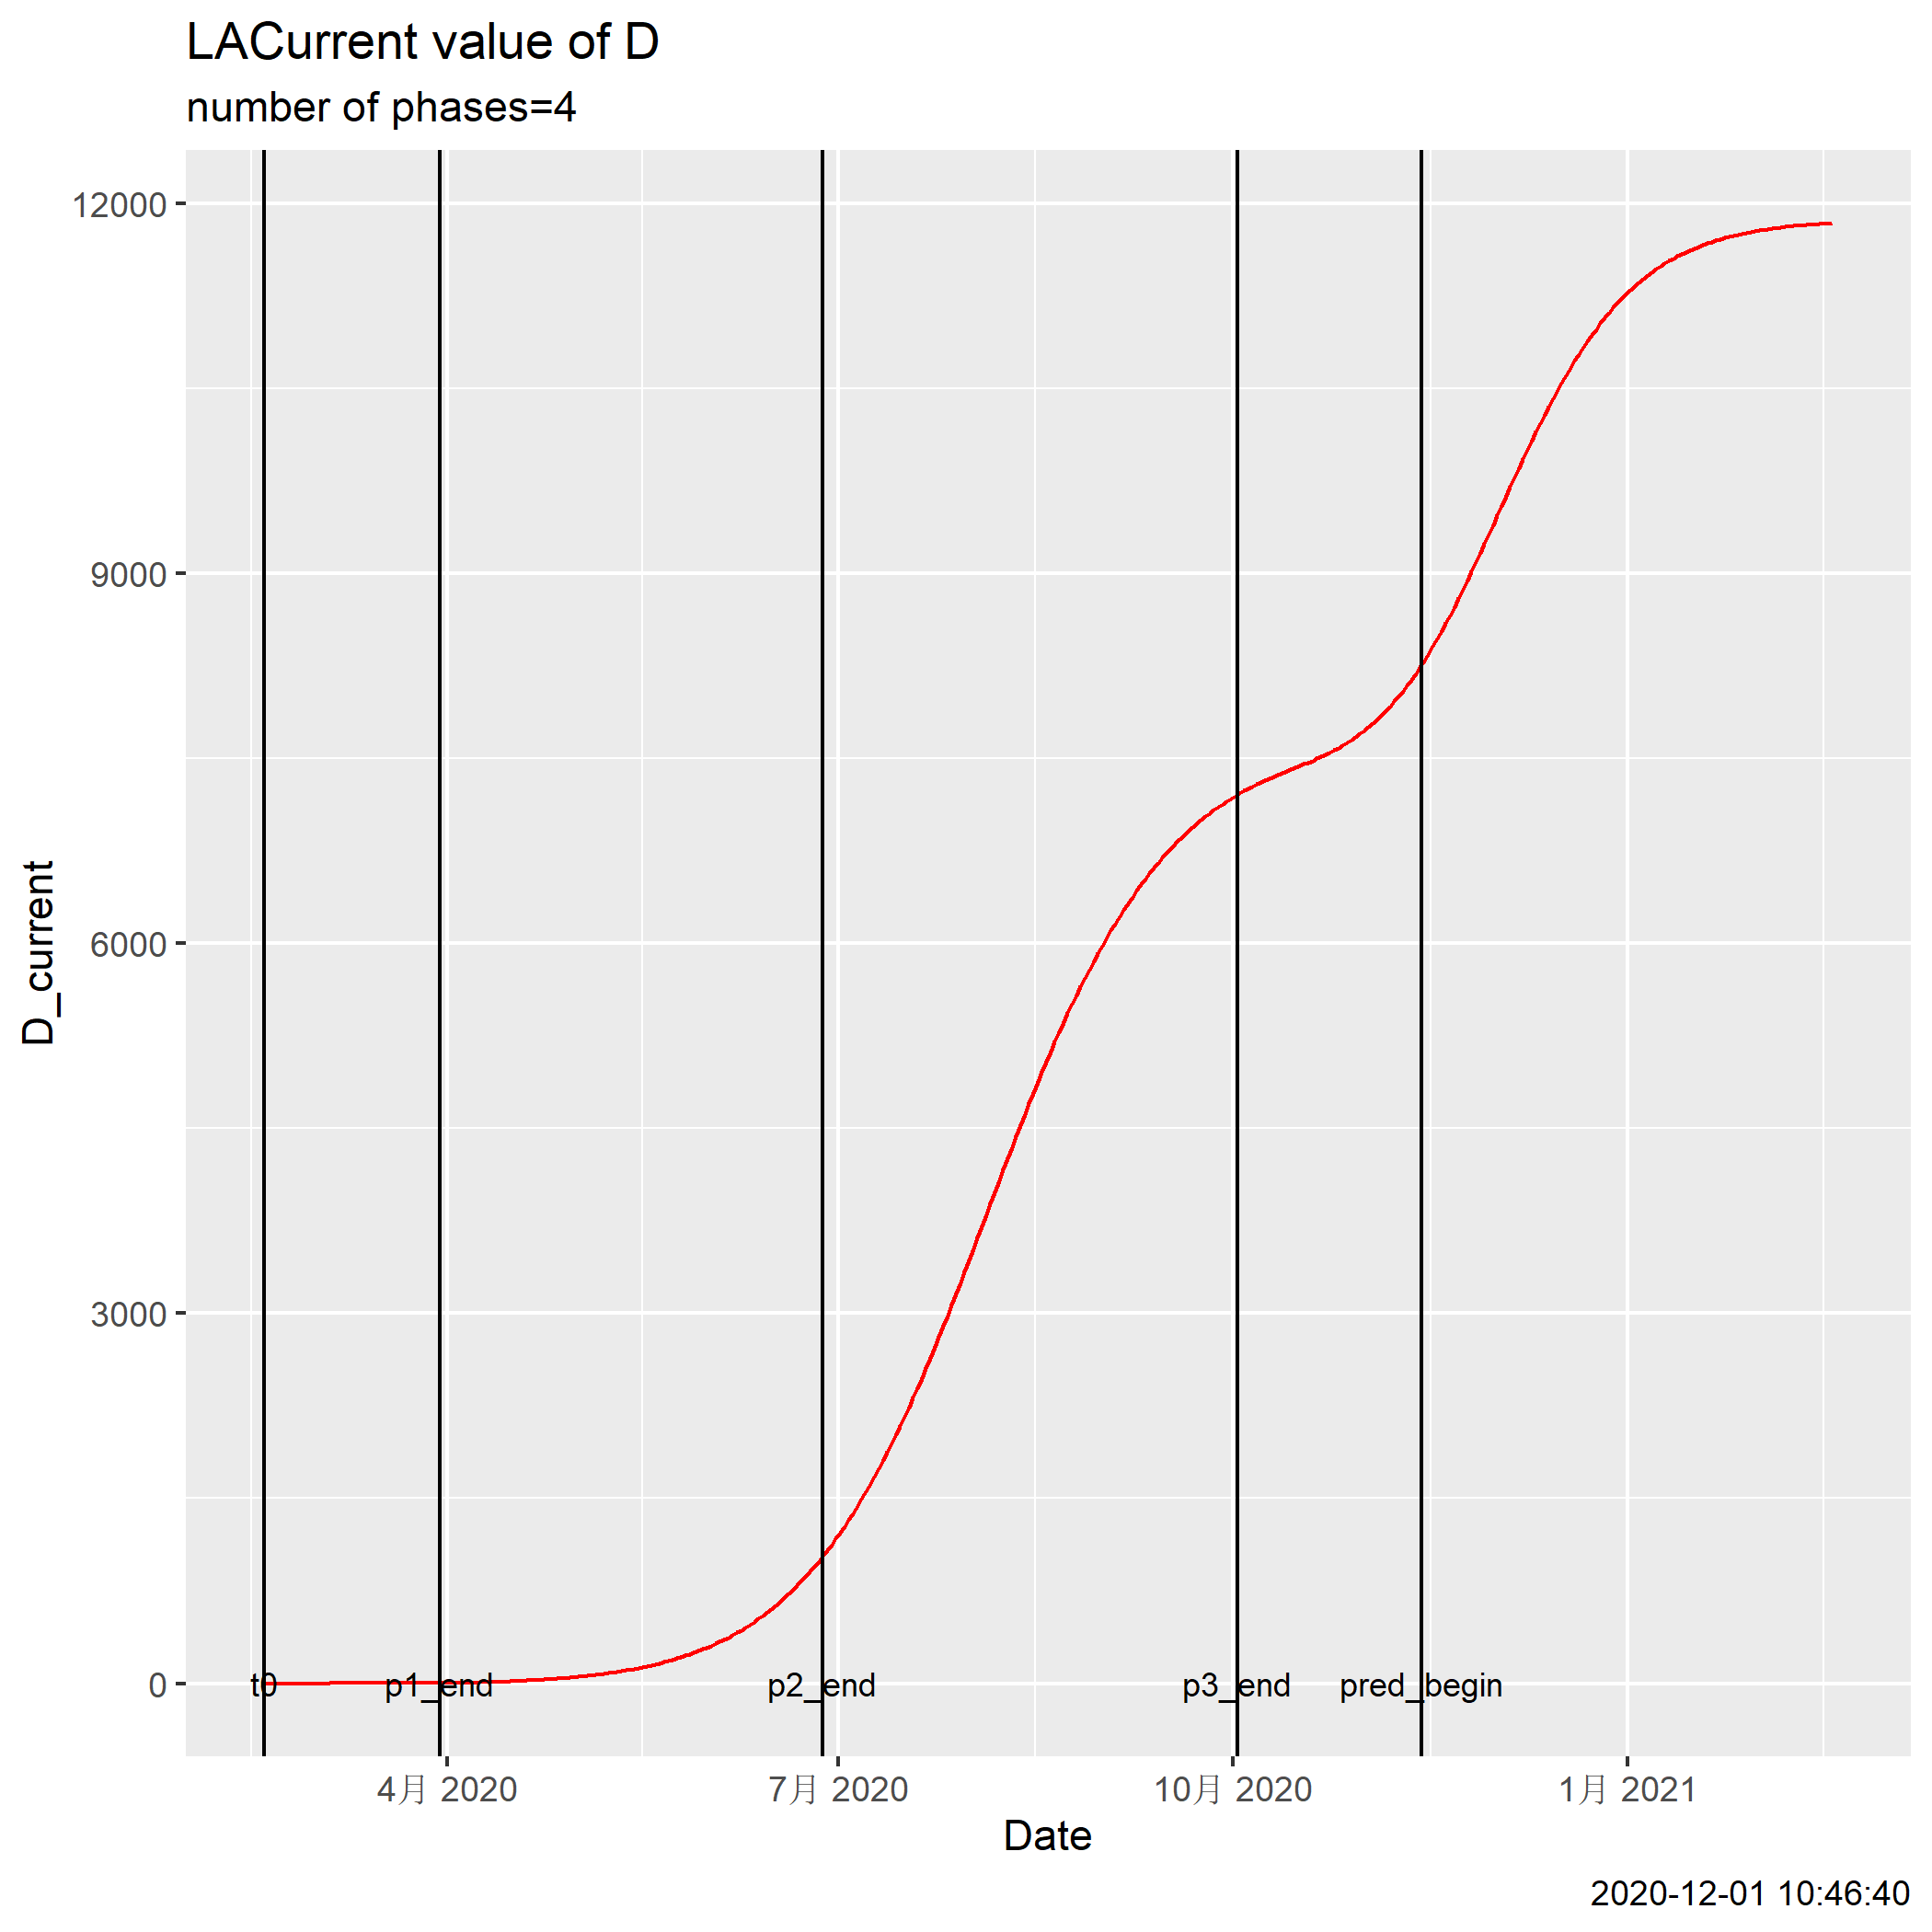 LACurrent value of D
number of phases=4
12000
9000
6000
3000
0
D_current
t0
p1_end
p2_end
p3_end
pred_begin
4月 2020
7月 2020
10月 2020
1月 2021
Date
2020-12-01 10:46:40